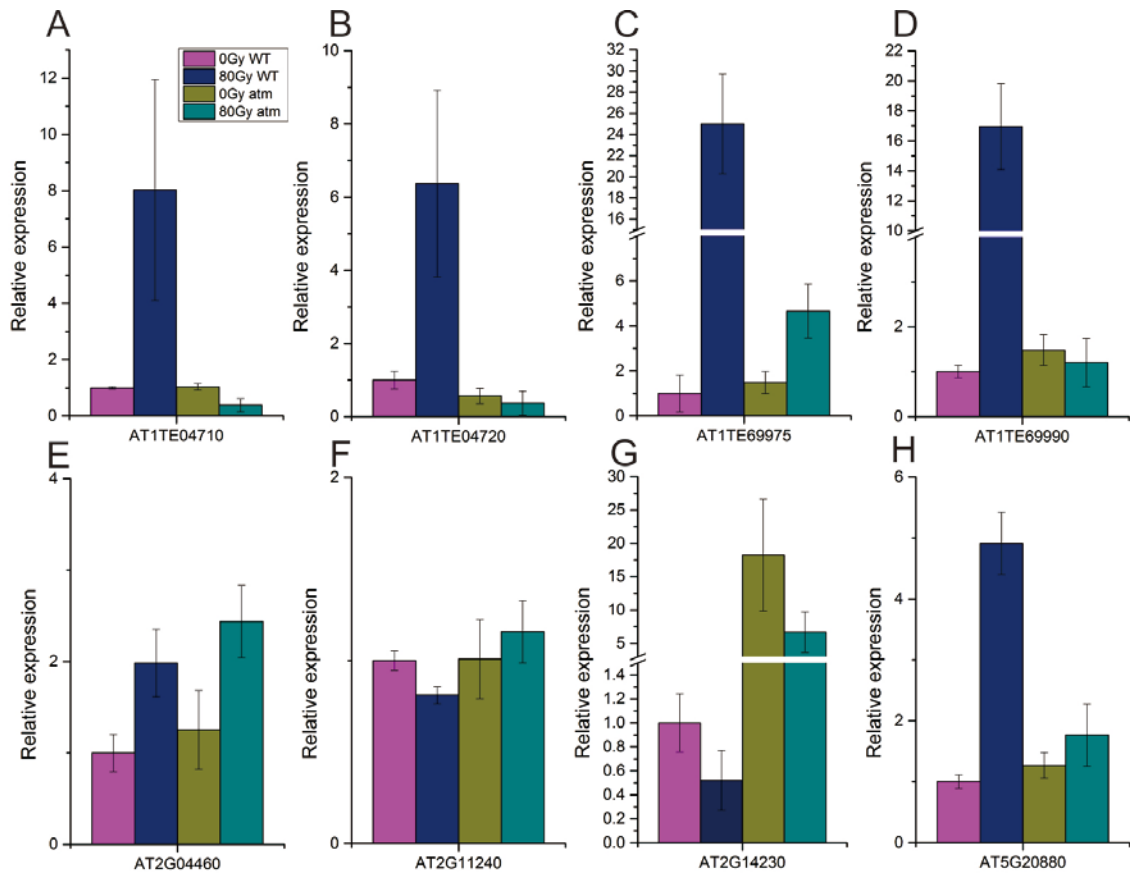 A
Relative expression
12
10
8
6
4
2
0
0Gy WT
80Gy WT
0Gy atm
80Gy atm
AT1TE04710
B
Relative expression
10
8
6
4
2
0
AT1TE04720
C
Relative expression
32
30
28
26
24
22
20
18
16
6
4
2
0
AT1TE69975
D
Relative expression
22
20
18
16
14
12
10
2
0
AT1TE69990
E
Relative expression
4
2
0
AT2G04460
F
Relative expression
2
0
AT2G11240
G
Relative expression
30
25
20
15
10
5
1.4
1.2
1.0
0.8
0.6
0.4
0.2
0.0
AT2G14230
H
Relative expression
6
4
2
0
AT5G20880